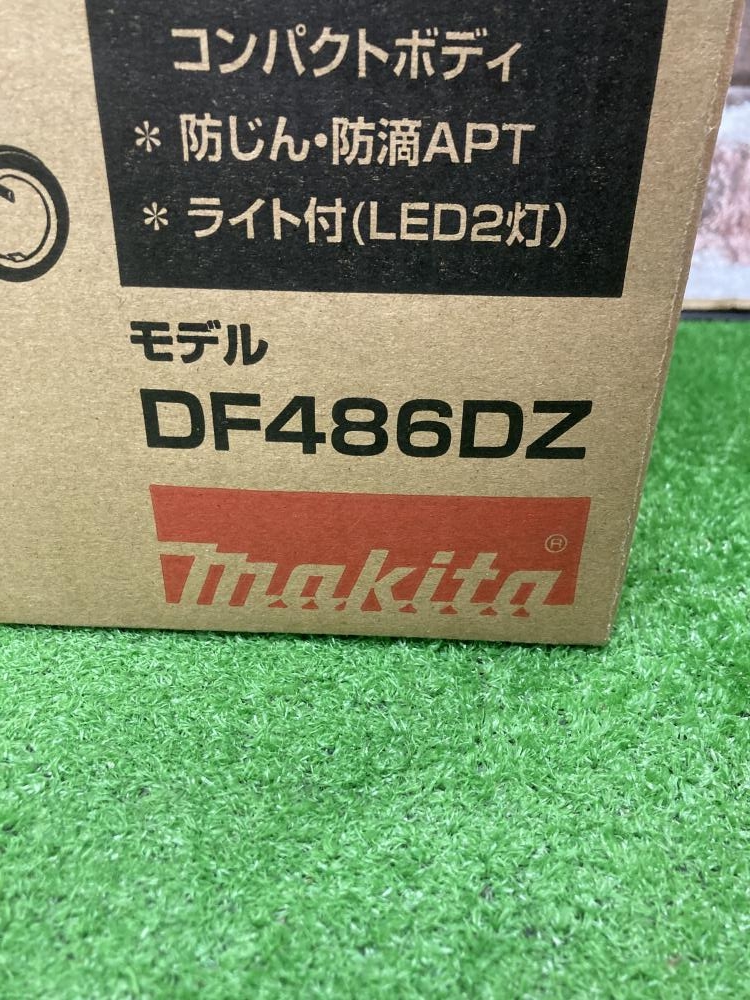 コンパクトボディ
* 防じん・防滴APT
* ライト付(LED2灯)
モデル
DF486DZ
makita®